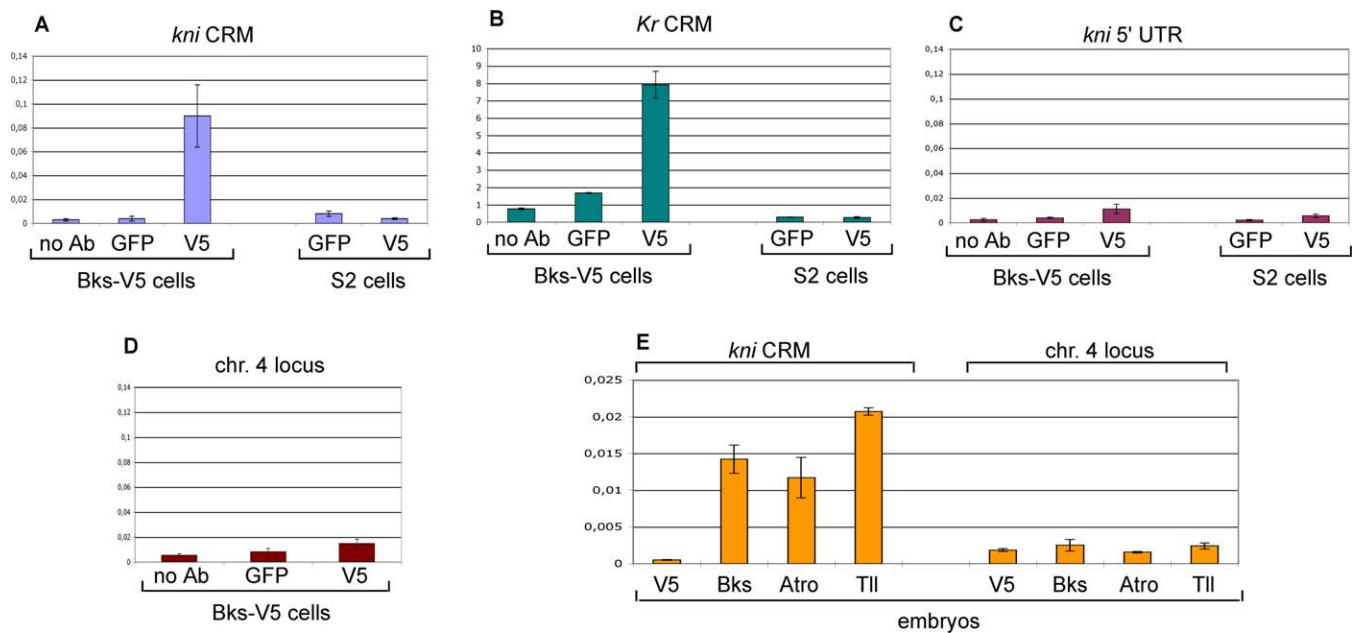 A
kni CRM
0,14
0,12
0,1
0,08
0,06
0,04
0,02
0
no Ab GFP V5 GFP V5
Bks-V5 cells S2 cells
B
Kr CRM
10
9
8
7
6
5
4
3
2
1
0
no Ab GFP V5 GFP V5
Bks-V5 cells S2 cells
C
kni 5' UTR
0,14
0,12
0,1
0,08
0,06
0,04
0,02
0
no Ab GFP V5 GFP V5
Bks-V5 cells S2 cells
D
chr. 4 locus
0,14
0,12
0,1
0,08
0,06
0,04
0,02
0
no Ab GFP V5
Bks-V5 cells
E
kni CRM chr. 4 locus
0,025
0,02
0,015
0,01
0,005
0
V5 Bks Atro Tll V5 Bks Atro Tll
embryos